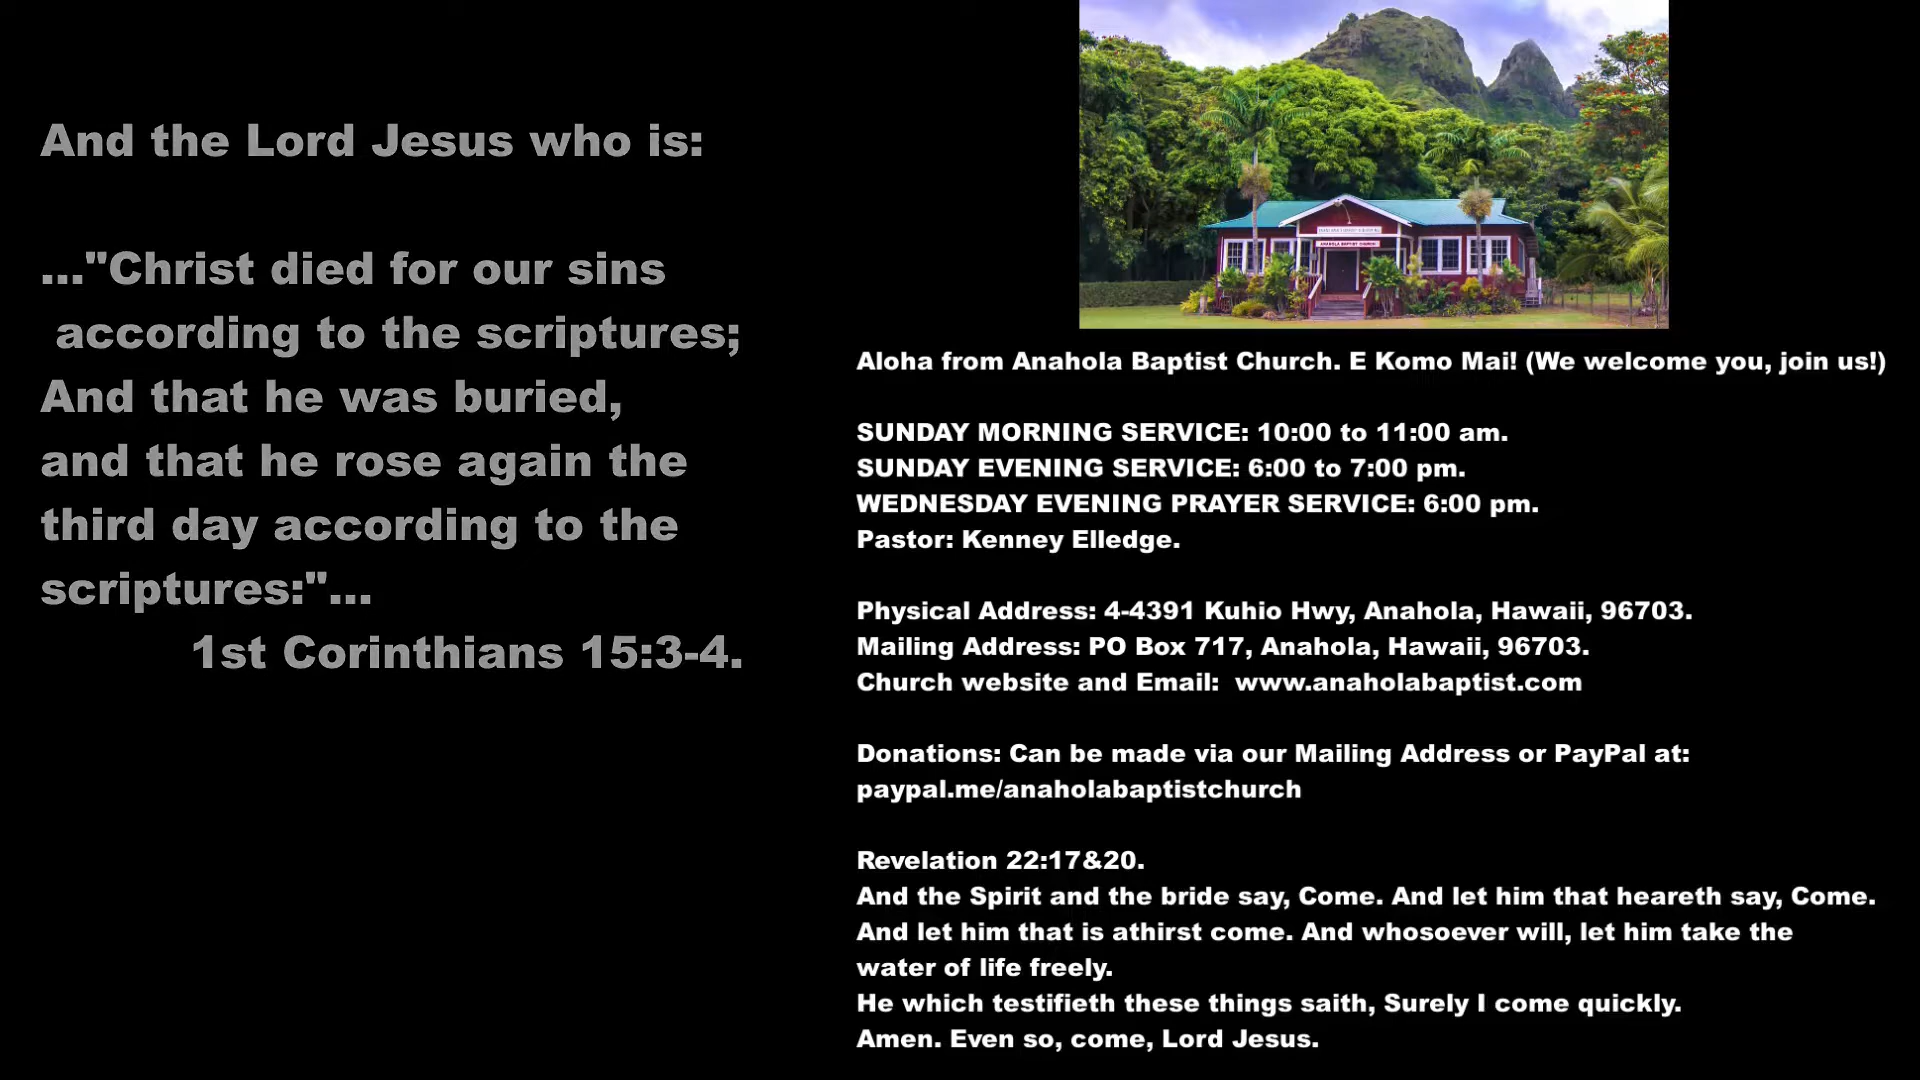 And the Lord Jesus who is:
..."Christ died for our sins
according to the scriptures;
And that he was buried,
and that he rose again the
third day according to the
scriptures:"...
1st Corinthians 15:3-4.
ANAHOLA BAPTIST CHURCH
Aloha from Anahola Baptist Church. E Komo Mai! (We welcome you, join us!)
SUNDAY MORNING SERVICE: 10:00 to 11:00 am.
SUNDAY EVENING SERVICE: 6:00 to 7:00 pm.
WEDNESDAY EVENING PRAYER SERVICE: 6:00 pm.
Pastor: Kenney Elledge.
Physical Address: 4-4391 Kuhio Hwy, Anahola, Hawaii, 96703.
Mailing Address: PO Box 717, Anahola, Hawaii, 96703.
Church website and Email:  www.anaholabaptist.com
Donations: Can be made via our Mailing Address or PayPal at:
paypal.me/anaholabaptistchurch
Revelation 22:17&20.
And the Spirit and the bride say, Come. And let him that heareth say, Come.
And let him that is athirst come. And whosoever will, let him take the
water of life freely.
He which testifieth these things saith, Surely I come quickly.
Amen. Even so, come, Lord Jesus.